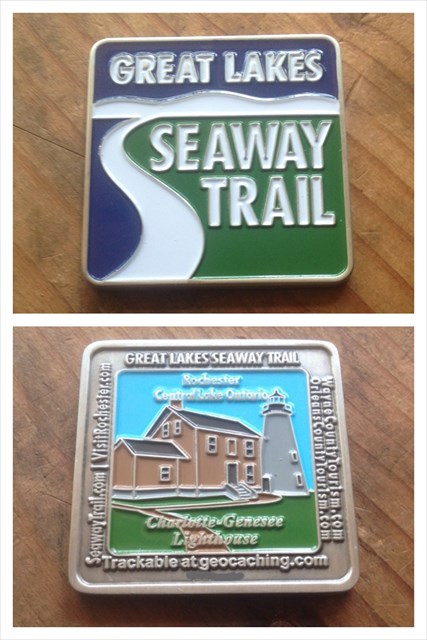 GREAT LAKES
SEAWAY
TRAIL
GREAT LAKES SEAWAY TRAIL
Rochester
Central Lake Ontario
SeawayTrail.com | VisitRochester.com
WayneCountyTourism.com
OrleansCountyTourism.com
Charlotte-Genesee
Lighthouse
Trackable at geocaching.com